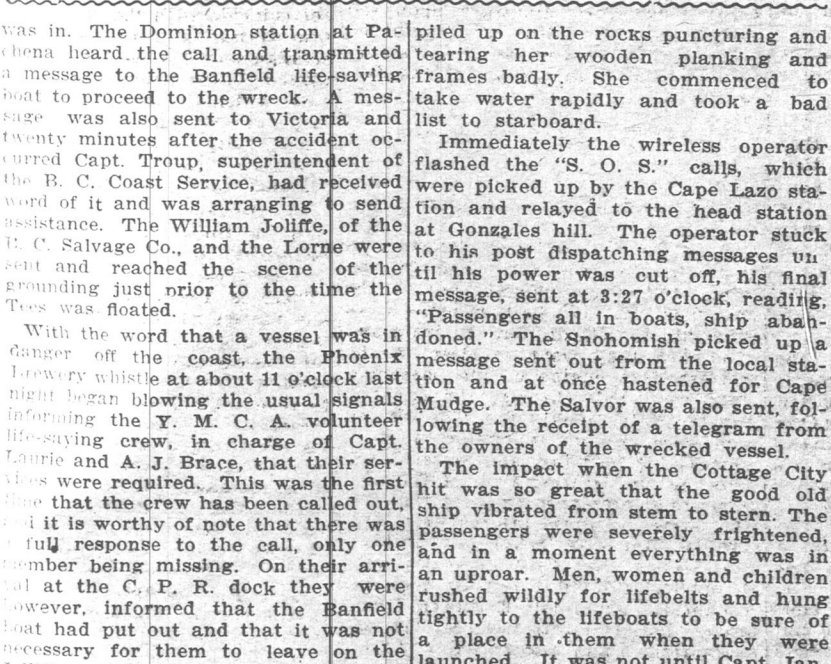 was in. The Dominion station at Pa-
chena heard the call and transmitted
a message to the Banfield life-saving
boat to proceed to the wreck. A mes-
sage was also sent to Victoria and
twenty minutes after the accident oc-
curred Capt. Troup, superintendent of
the B. C. Coast Service, had received
word of it and was arranging to send
assistance. The William Joliffe, of the
B. C. Salvage Co., and the Lorne were
sent and reached the scene of the
grounding just prior to the time the
Tees was floated.
With the word that a vessel was in
danger off the coast, the Phoenix
Brewery whistle at about 11 o'clock last
night began blowing the usual signals
informing the Y. M. C. A. volunteer
life-saving crew, in charge of Capt.
Laurie and A. J. Brace, that their ser-
vices were required. This was the first
time that the crew has been called out,
and it is worthy of note that there was
a full response to the call, only one
member being missing. On their arri-
val at the C. P. R. dock they were
however, informed that the Banfield
boat had put out and that it was not
necessary for them to leave on the
piled up on the rocks puncturing and
tearing her wooden planking and
frames badly. She commenced to
take water rapidly and took a bad
list to starboard.
Immediately the wireless operator
flashed the "S. O. S." calls, which
were picked up by the Cape Lazo sta-
tion and relayed to the head station
at Gonzales hill. The operator stuck
to his post dispatching messages un
til his power was cut off, his final
message, sent at 3:27 o'clock, reading,
"Passengers all in boats, ship aban-
doned." The Snohomish picked up a
message sent out from the local sta-
tion and at once hastened for Cape
Mudge. The Salvor was also sent, fol-
lowing the receipt of a telegram from
the owners of the wrecked vessel.
The impact when the Cottage City
hit was so great that the good old
ship vibrated from stem to stern. The
passengers were severely frightened,
and in a moment everything was in
an uproar. Men, women and children
rushed wildly for lifebelts and hung
tightly to the lifeboats to be sure of
a place in them when they were
launched. It was not until Capt.